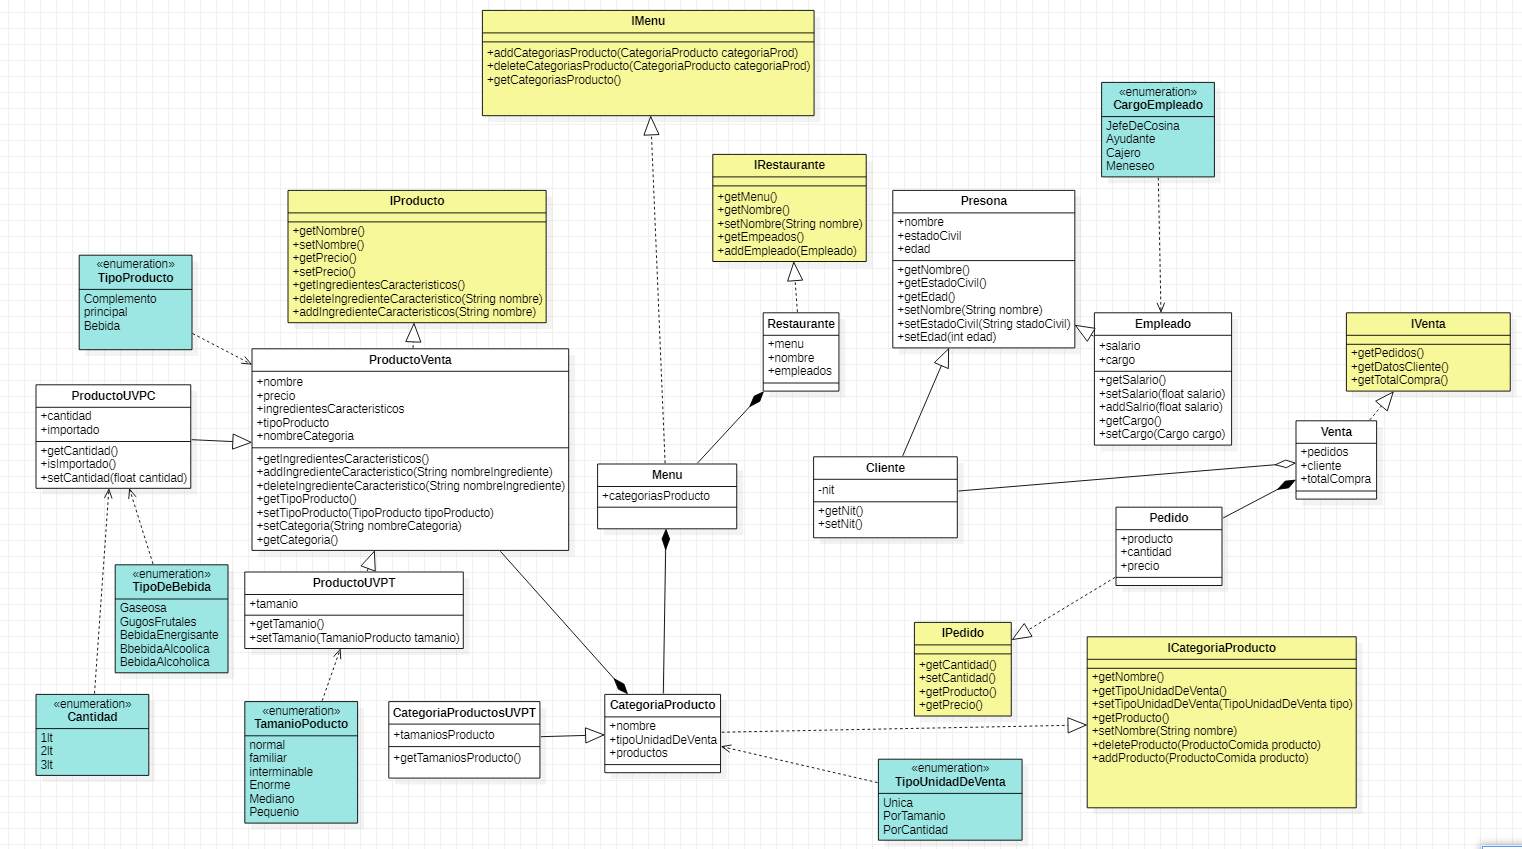 IMenu
+addCategoriasProducto(CategoriaProducto categoriaProd)
+deleteCategoriasProducto(CategoriaProducto categoriaProd)
+getCategoriasProducto()
«enumeration»
CargoEmpleado
JefeDeCosina
Ayudante
Cajero
Meneseo
IRestaurante
+getMenu()
+getNombre()
+setNombre(String nombre)
+getEmpeados()
+addEmpleado(Empleado)
IProducto
+getNombre()
+setNombre()
+getPrecio()
+setPrecio()
+getIngredientesCaracteristicos()
+deleteIngredienteCaracteristico(String nombre)
+addIngredienteCaracteristicos(String nombre)
Presona
+nombre
+estadoCivil
+edad
+getNombre()
+getEstadoCivil()
+getEdad()
+setNombre(String nombre)
+setEstadoCivil(String stadoCivil)
+setEdad(int edad)
«enumeration»
TipoProducto
Complemento
principal
Bebida
Restaurante
+menu
+nombre
+empleados
Empleado
+salario
+cargo
+getSalario()
+setSalario(float salario)
+addSalrio(float salario)
+getCargo()
+setCargo(Cargo cargo)
IVenta
+getPedidos()
+getDatosCliente()
+getTotalCompra()
ProductoVenta
+nombre
+precio
+ingredientesCaracteristicos
+tipoProducto
+nombreCategoria
+getIngredientesCaracteristicos()
+addIngredienteCaracteristico(String nombreIngrediente)
+deleteIngredienteCaracteristico(String nombreIngrediente)
+getTipoProducto()
+setTipoProducto(TipoProducto tipoProducto)
+setCategoria(String nombreCategoria)
+getCategoria()
ProductoUVPC
+cantidad
+importado
+getCantidad()
+isImportado()
+setCantidad(float cantidad)
Venta
+pedidos
+cliente
+totalCompra
Menu
+categoriasProducto
Cliente
-nit
+getNit()
+setNit()
Pedido
+producto
+cantidad
+precio
«enumeration»
TipoDeBebida
Gaseosa
GugosFrutales
BebidaEnergisante
BbebidaAlcoolica
BebidaAlcoholica
ProductoUVPT
+tamanio
+getTamanio()
+setTamanio(TamanioProducto tamanio)
IPedido
+getCantidad()
+setCantidad()
+getProducto()
+getPrecio()
ICategoriaProducto
+getNombre()
+getTipoUnidadDeVenta()
+setTipoUnidadDeVenta(TipoUnidadDeVenta tipo)
+getProducto()
+setNombre(String nombre)
+deleteProducto(ProductoComida producto)
+addProducto(ProductoComida producto)
«enumeration»
Cantidad
1lt
2lt
3lt
«enumeration»
TamanioPoducto
normal
familiar
interminable
Enorme
Mediano
Pequenio
CategoriaProductosUVPT
+tamaniosProducto
+getTamaniosProducto()
CategoriaProducto
+nombre
+tipoUnidadDeVenta
+productos
«enumeration»
TipoUnidadDeVenta
Unica
PorTamanio
PorCantidad